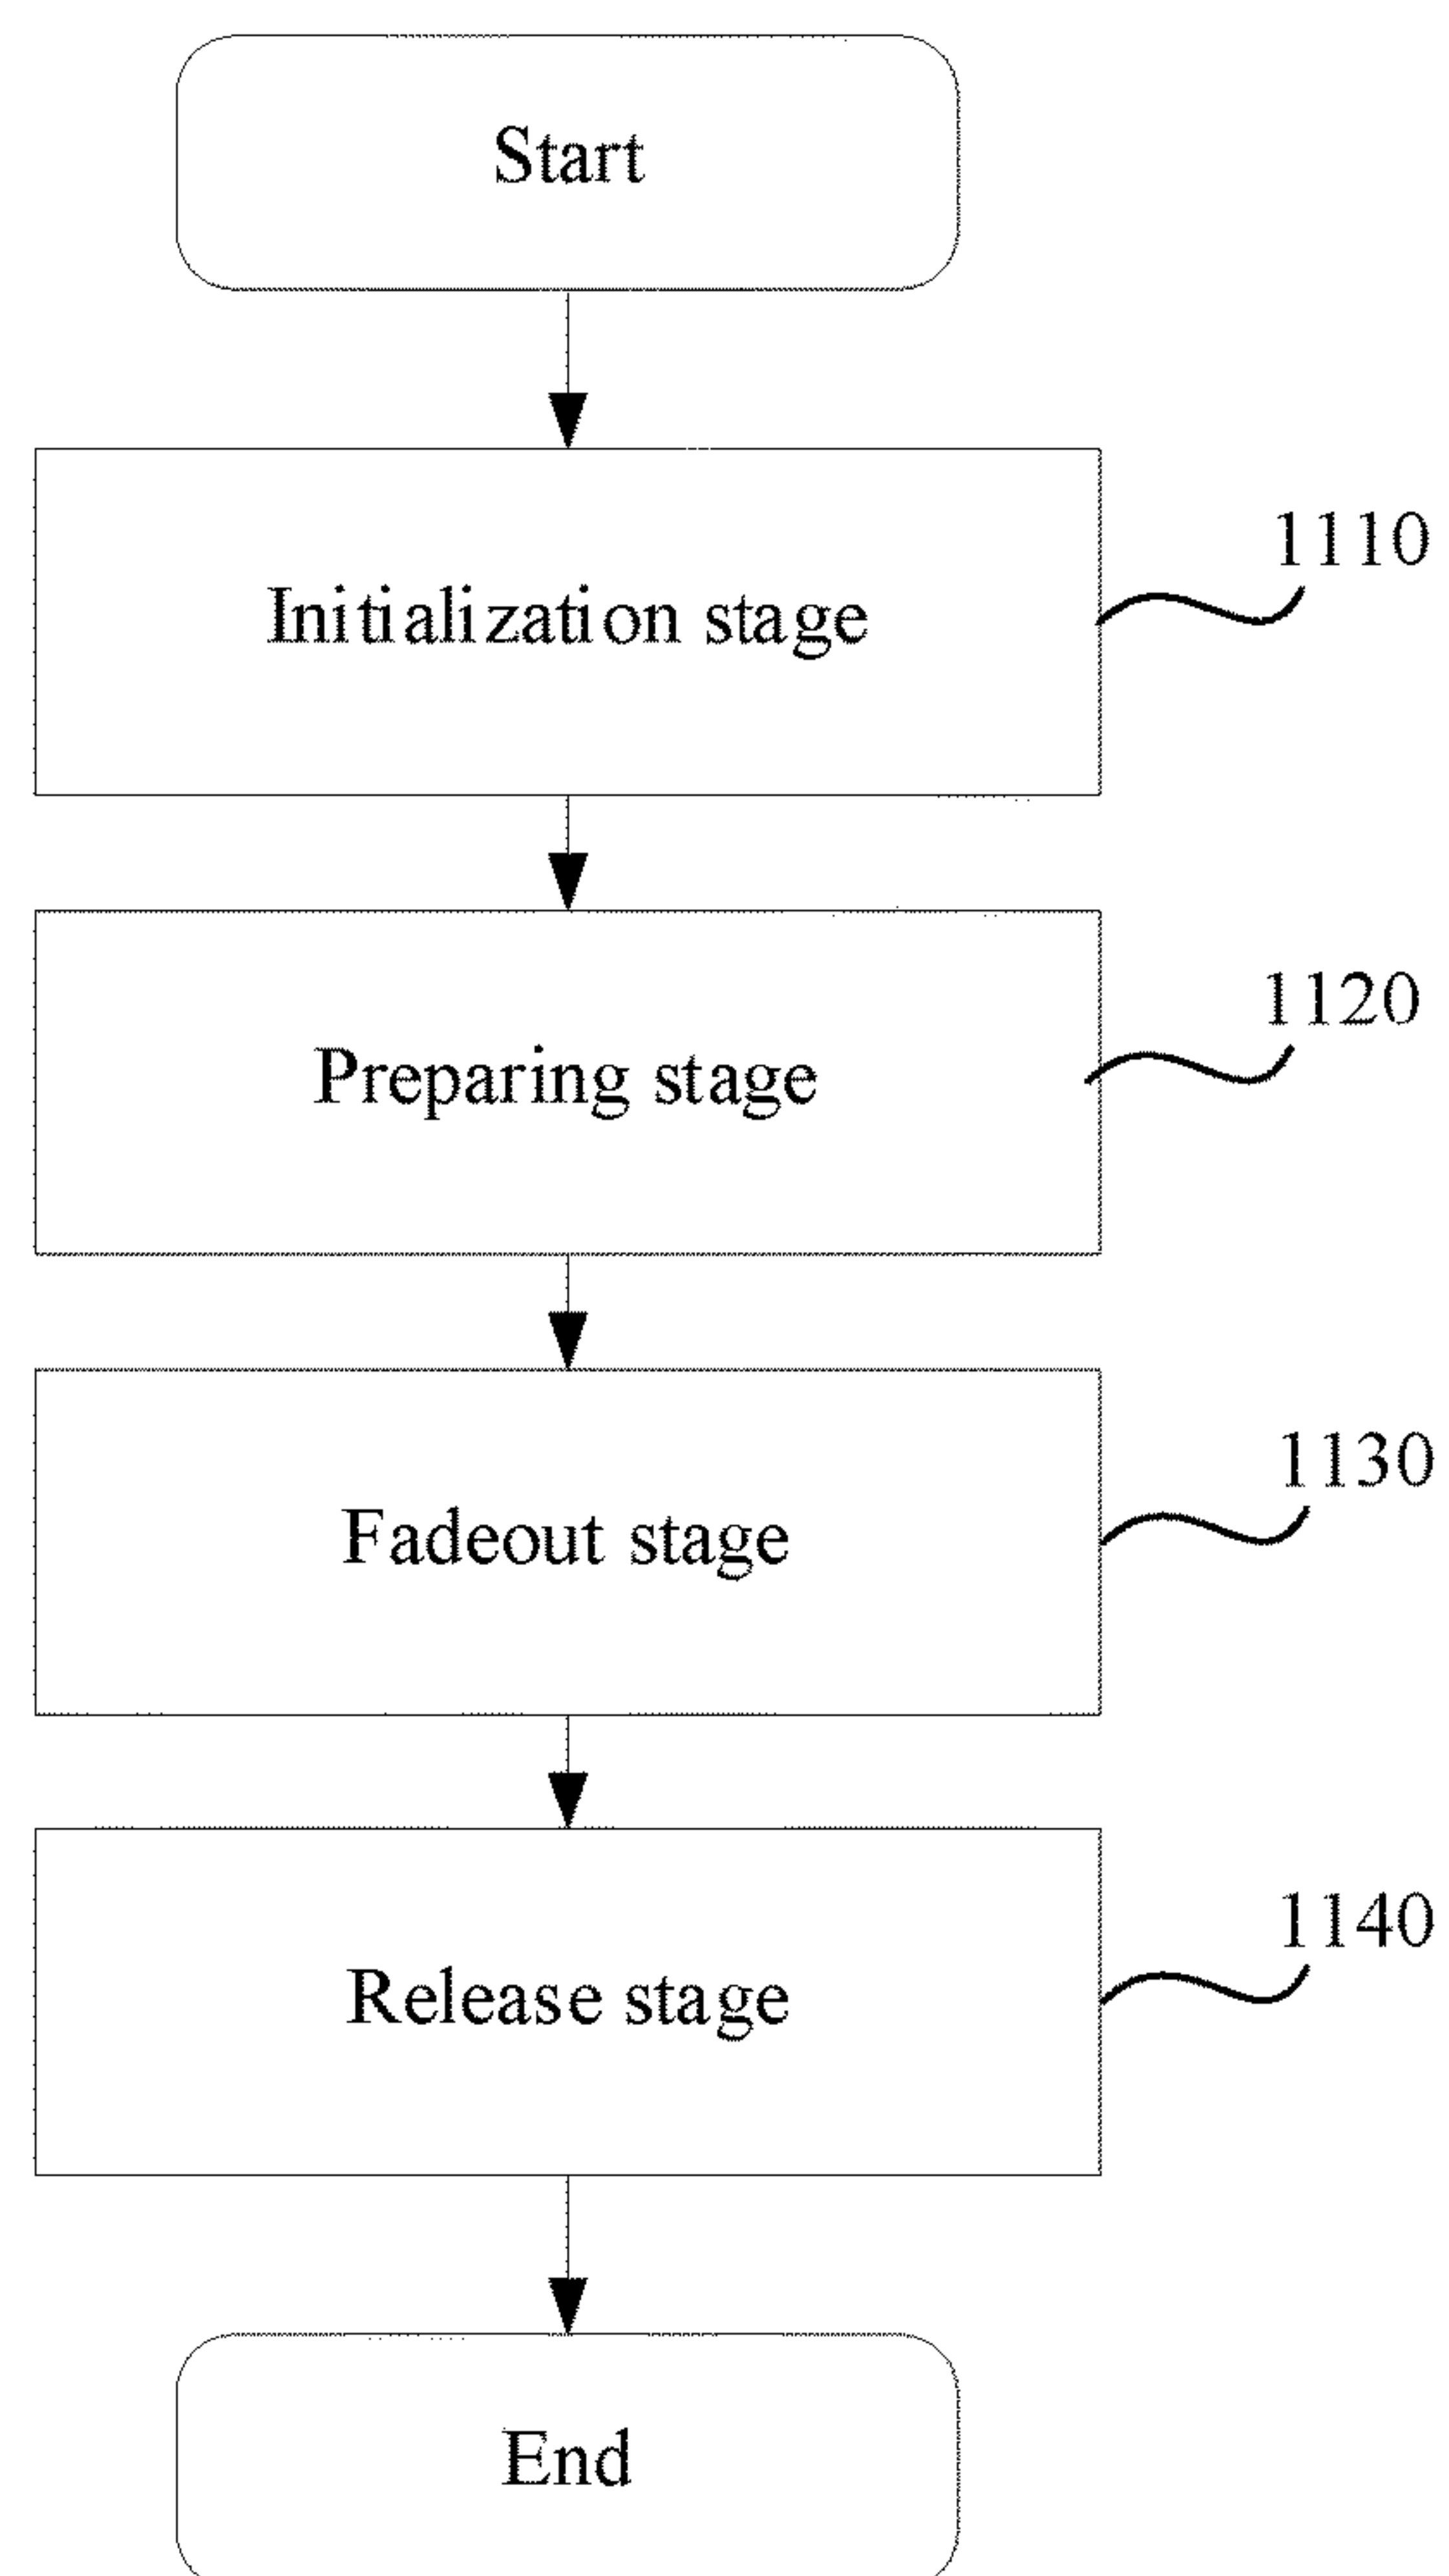 Start
1110
Initialization stage
1120
Preparing stage
1130
Fadeout stage
1140
Release stage
End